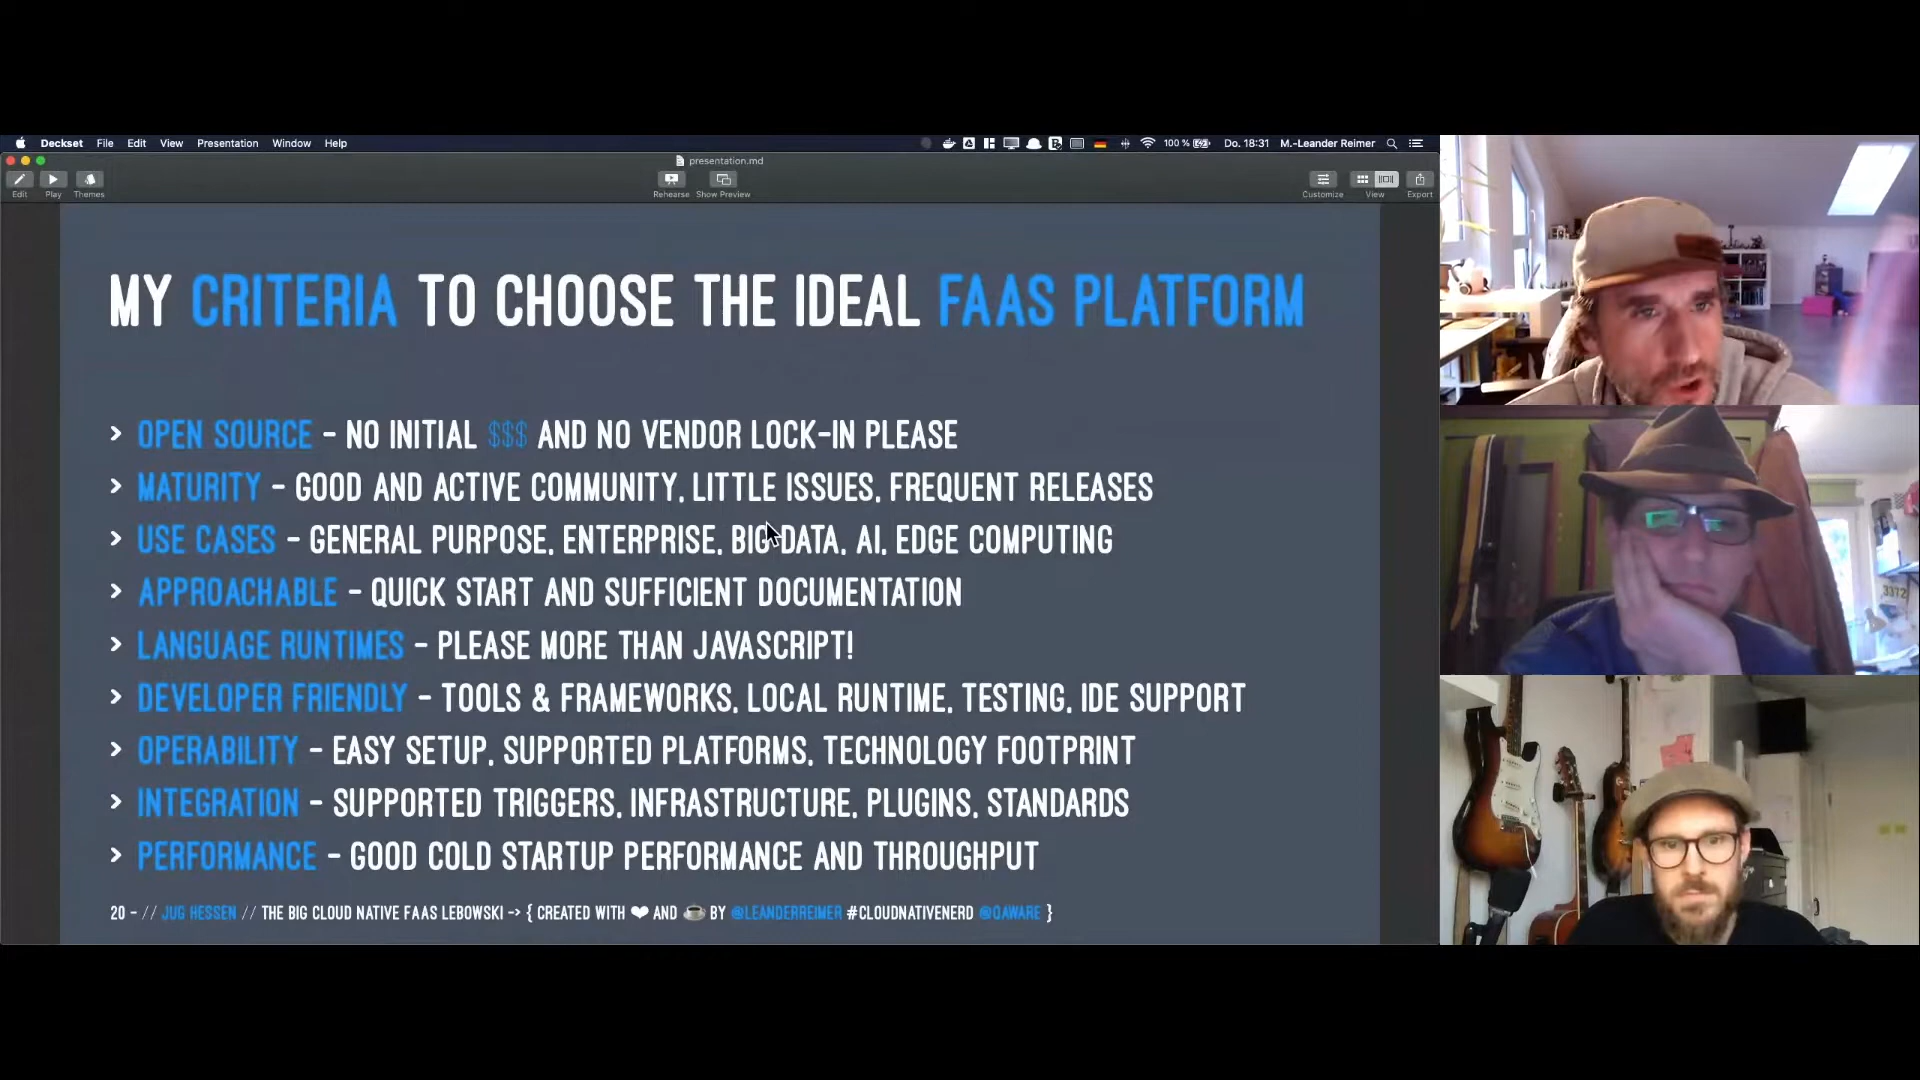 Deckset File Edit View Presentation Window Help
100 % Do. 18:31 M.-Leander Reimer
presentation.md
Edit Play Themes Rehearse Show Preview Customize View Export
MY CRITERIA TO CHOOSE THE IDEAL FAAS PLATFORM
> OPEN SOURCE – NO INITIAL $$$ AND NO VENDOR LOCK-IN PLEASE
> MATURITY – GOOD AND ACTIVE COMMUNITY, LITTLE ISSUES, FREQUENT RELEASES
> USE CASES – GENERAL PURPOSE, ENTERPRISE, BIG DATA, AI, EDGE COMPUTING
> APPROACHABLE – QUICK START AND SUFFICIENT DOCUMENTATION
> LANGUAGE RUNTIMES – PLEASE MORE THAN JAVASCRIPT!
> DEVELOPER FRIENDLY – TOOLS & FRAMEWORKS, LOCAL RUNTIME, TESTING, IDE SUPPORT
> OPERABILITY – EASY SETUP, SUPPORTED PLATFORMS, TECHNOLOGY FOOTPRINT
> INTEGRATION – SUPPORTED TRIGGERS, INFRASTRUCTURE, PLUGINS, STANDARDS
> PERFORMANCE – GOOD COLD STARTUP PERFORMANCE AND THROUGHPUT
20 – // JUG HESSEN // THE BIG CLOUD NATIVE FAAS LEBOWSKI -> { CREATED WITH ❤ AND ☕ BY @LEANDERREIMER #CLOUDNATIVENERD @QAWARE }
3372